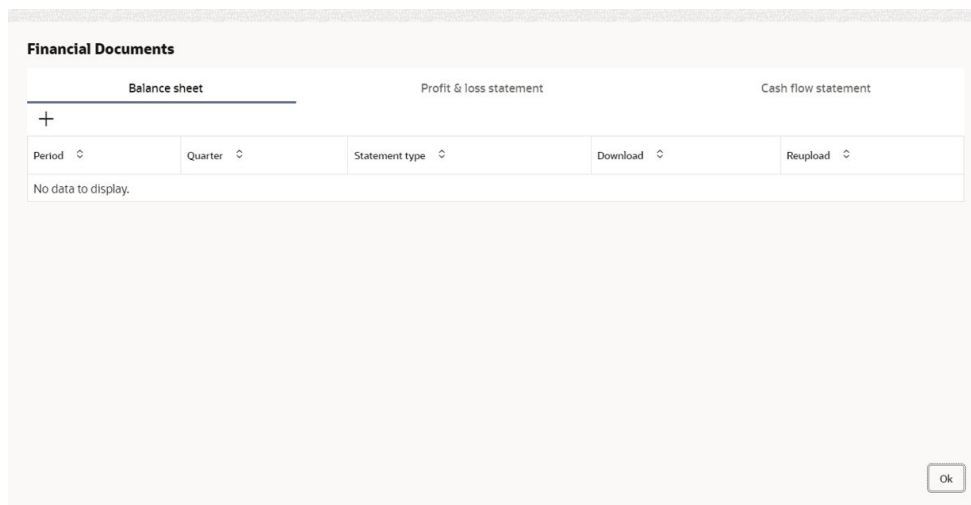 Financial Documents
Balance sheet Profit & loss statement Cash flow statement
+
Period Quarter Statement type Download Reupload
No data to display.
Ok